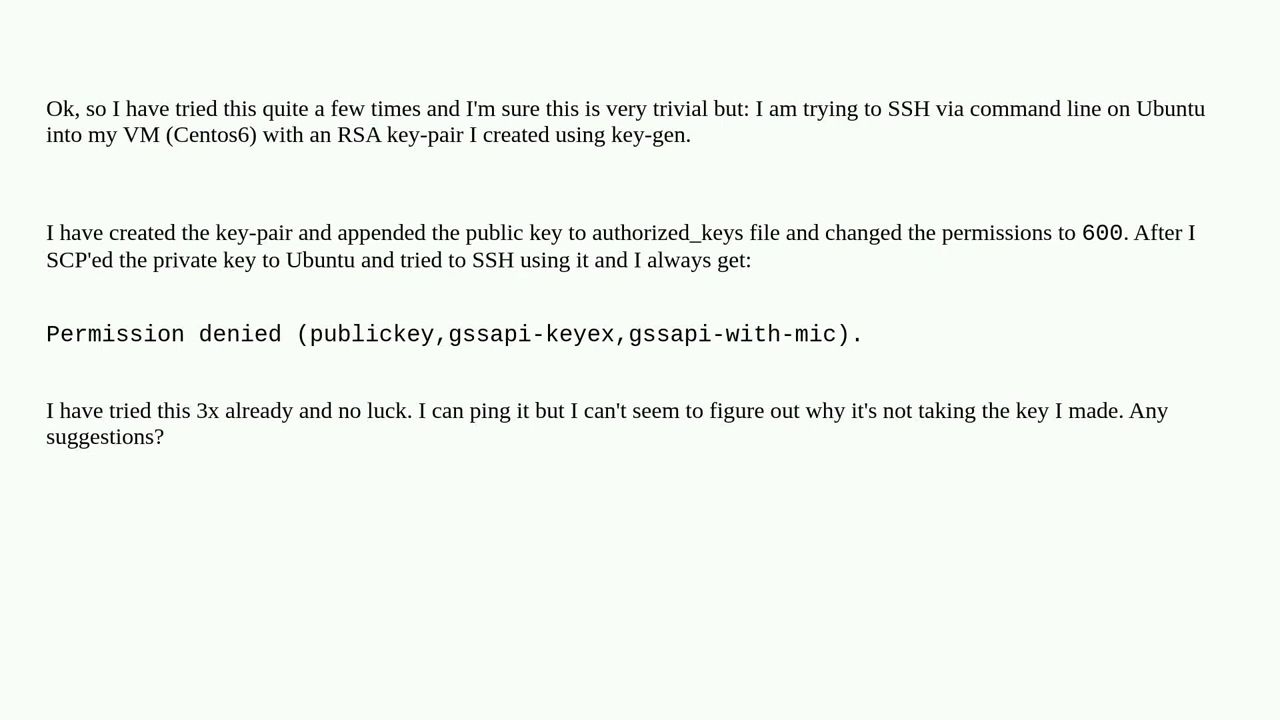 Ok, so I have tried this quite a few times and I'm sure this is very trivial but: I am trying to SSH via command line on Ubuntu
into my VM (Centos6) with an RSA key-pair I created using key-gen.
I have created the key-pair and appended the public key to authorized_keys file and changed the permissions to 600. After I
SCP'ed the private key to Ubuntu and tried to SSH using it and I always get:
Permission denied (publickey,gssapi-keyex,gssapi-with-mic).
I have tried this 3x already and no luck. I can ping it but I can't seem to figure out why it's not taking the key I made. Any
suggestions?